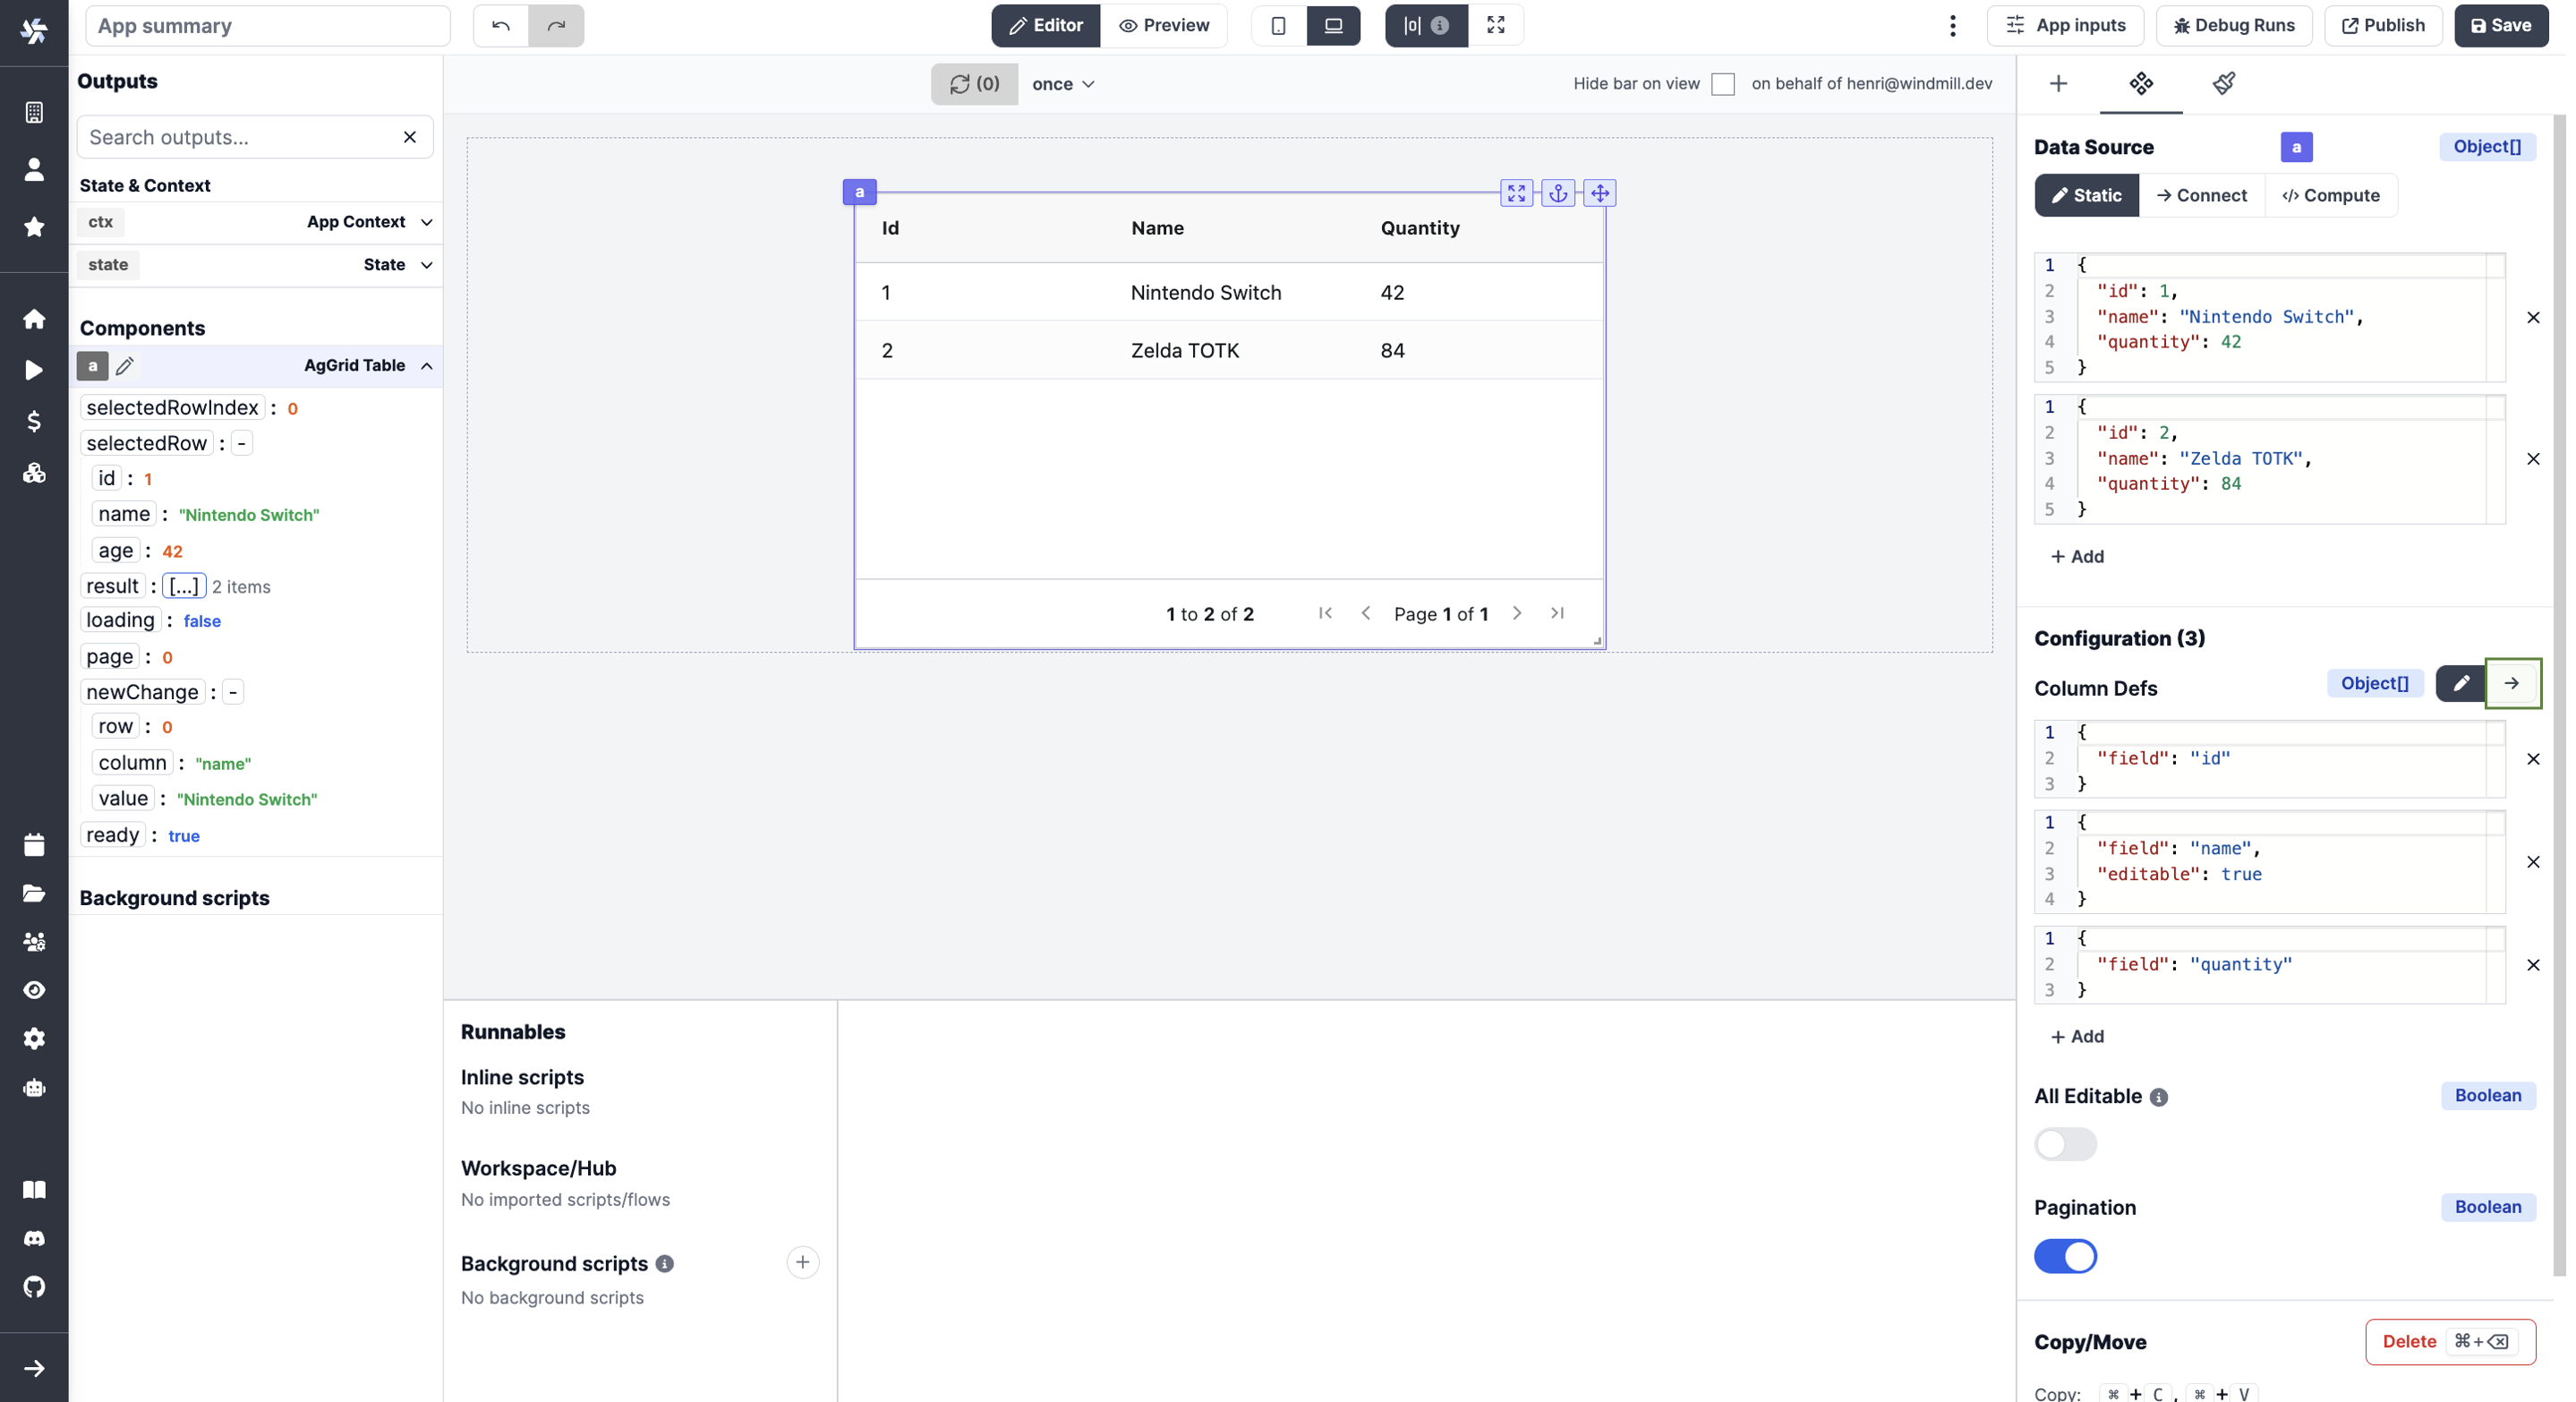 App summary
Editor
Preview
App inputs
Debug Runs
Publish
Save
Outputs
Search outputs...
State & Context
ctx App Context
state State
Components
a AgGrid Table
selectedRowIndex : 0
selectedRow : -
id : 1
name : "Nintendo Switch"
age : 42
result : [...] 2 items
loading : false
page : 0
newChange : -
row : 0
column : "name"
value : "Nintendo Switch"
ready : true
Background scripts
(0) once
Hide bar on view on behalf of henri@windmill.dev
a
Id Name Quantity
1 Nintendo Switch 42
2 Zelda TOTK 84
1 to 2 of 2 Page 1 of 1
Runnables
Inline scripts
No inline scripts
Workspace/Hub
No imported scripts/flows
Background scripts
No background scripts
Data Source a Object[]
Static Connect Compute
1 {
2 "id": 1,
3 "name": "Nintendo Switch",
4 "quantity": 42
5 }
1 {
2 "id": 2,
3 "name": "Zelda TOTK",
4 "quantity": 84
5 }
+ Add
Configuration (3)
Column Defs Object[]
1 {
2 "field": "id"
3 }
1 {
2 "field": "name",
3 "editable": true
4 }
1 {
2 "field": "quantity"
3 }
+ Add
All Editable Boolean
Pagination Boolean
Copy/Move Delete ⌘+⌫
Copy: ⌘ + C , ⌘ + V